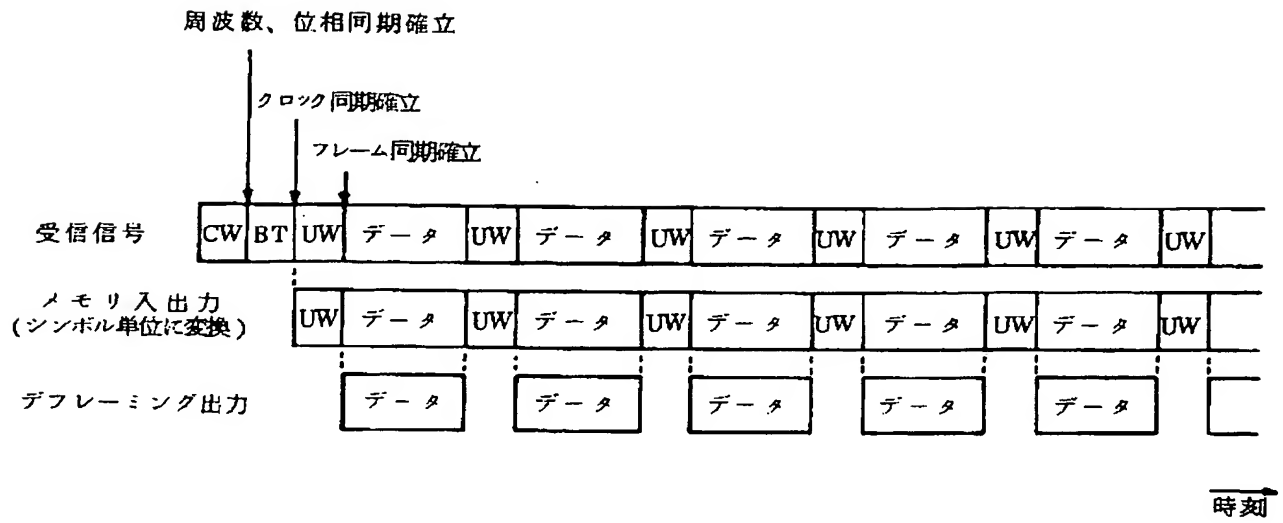 周波数、位相同期確立
クロック同期確立
フレーム同期確立
受信信号 CW BT UW データ UW データ UW データ UW データ UW データ UW
メモリ入出力
(シンボル単位に変換) UW データ UW データ UW データ UW データ UW データ UW
デフレーミング出力 データ データ データ データ データ
時刻